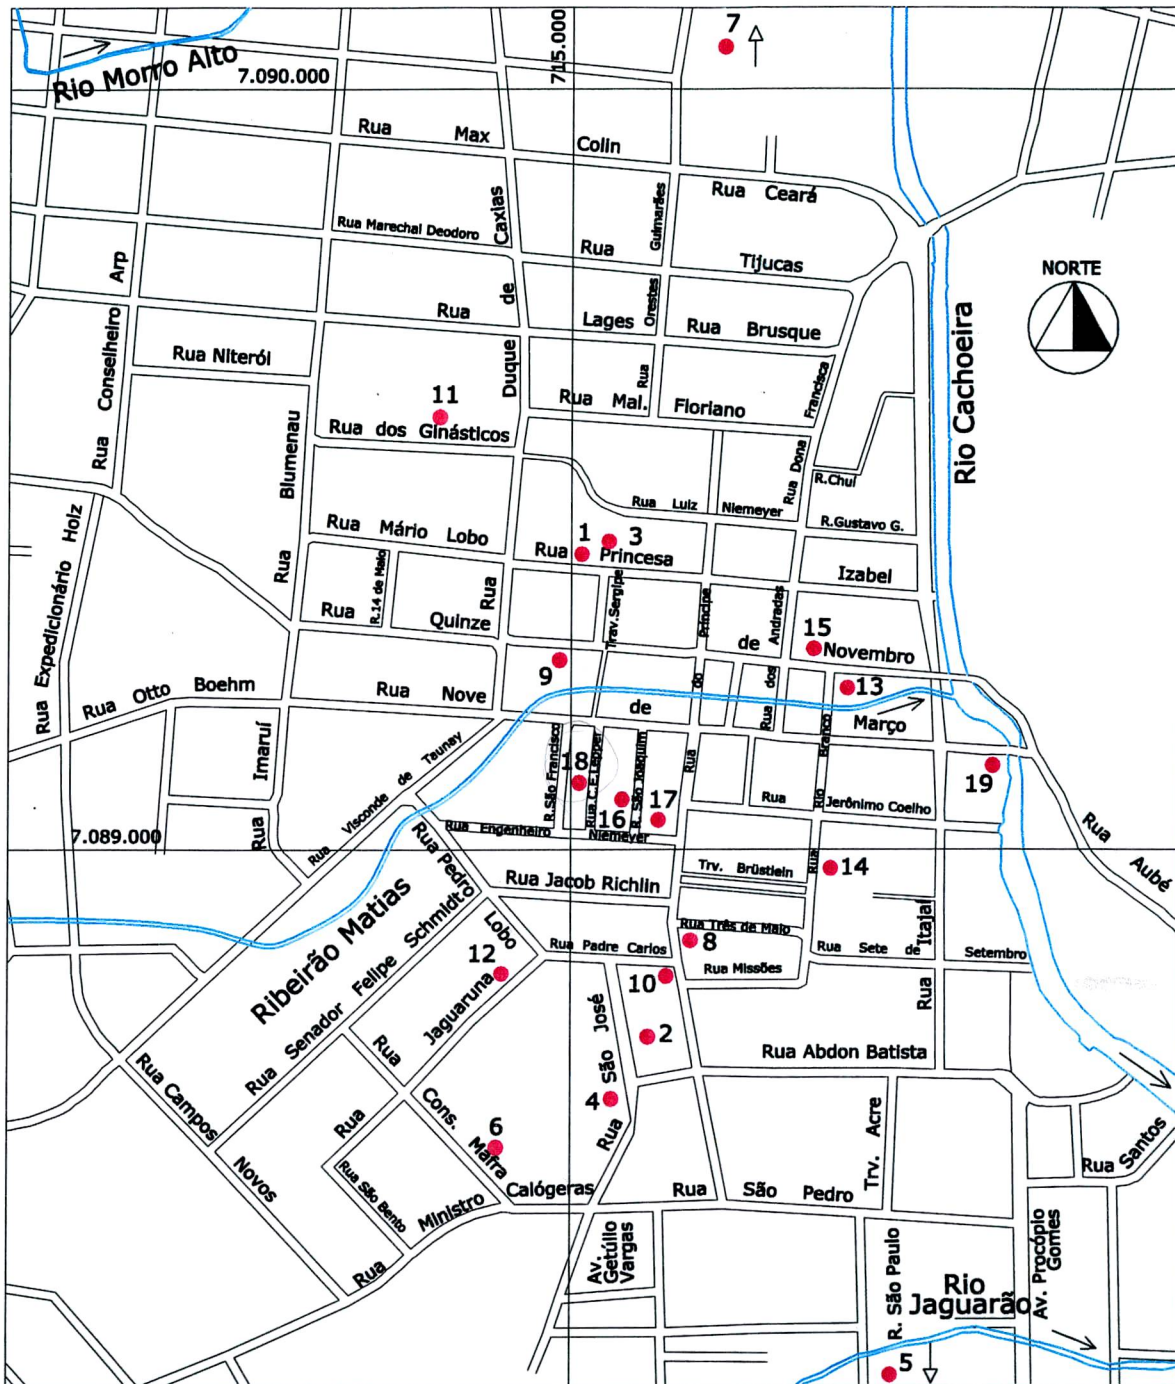 7
715.000
Rio Morro Alto
7.090.000
Rua Max Colin
Rua Ceará
Rua Marechal Deodoro
Caxias
Rua Tijucas
Guimarães
NORTE
Arp
Rua Lages
de
Orestes
Rua Brusque
Rua Niterói
Conselheiro
Duque
Rio Cachoeira
11
Rua Mal. Floriano
Rua
Francisca
Rua dos Ginásticos
Rua
Blumenau
Rua Dona
R.Chuí
Rua Luiz Niemeyer
R.Gustavo G.
Rua Expedicionário Holz
Rua Mário Lobo
1
3
Rua Princesa Izabel
Rua
R.14 de Maio
Rua
Trav.Sergipe
Príncipe
Andradas
Rua Quinze de Novembro
15
9
do
dos
13
Rua Otto Boehm
Rua Nove de Março
Rua
Imaruí
Rua Visconde de Taunay
R.São Francisco
18
Rua C.E.Lepper
R. São Joaquim
Rua
Branco
19
16
17
Rua Jerônimo Coelho
Rio
7.089.000
Rua
Rua Engenheiro Niemeyer
Rua Aubé
Rua Pedro Lobo
Trv. Brüstlein
Rua
14
Rua Jacob Richlin
Ribeirão Matias
Rua Senador Felipe Schmidt
Rua Três de Maio
Itajaí
8
Rua Padre Carlos
Rua Sete de Setembro
12
10
Rua Missões
Rua
Jaguaruna
2
Rua São José
Rua Abdon Batista
Rua Campos Novos
Rua Cons. Mafra
4
Rua
6
Trv. Acre
Rua São Bento
Rua Santos
Rua Ministro Calógeras
Rua São Pedro
Av. Getúlio Vargas
R. São Paulo
Av. Procópio Gomes
Rio Jaguarão
5